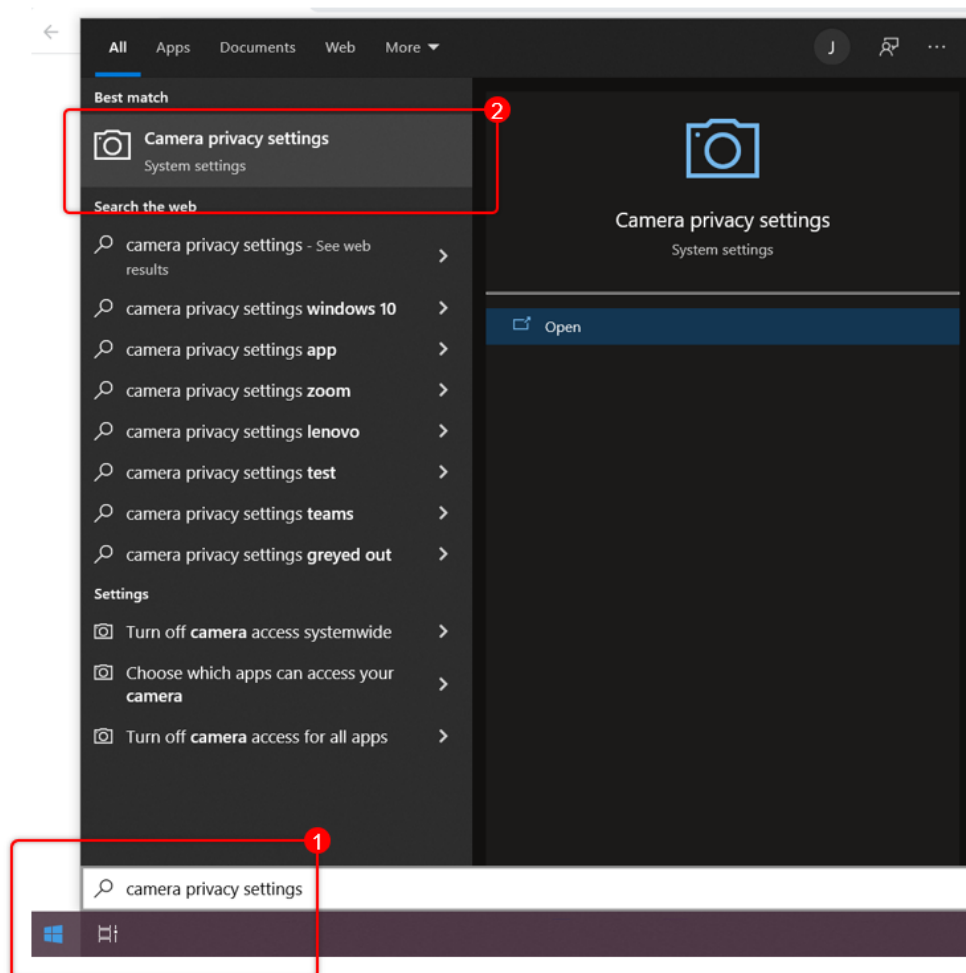 All Apps Documents Web More
J
Best match
2
Camera privacy settings
System settings
Search the web
camera privacy settings - See web
results
camera privacy settings windows 10
camera privacy settings app
camera privacy settings zoom
camera privacy settings lenovo
camera privacy settings test
camera privacy settings teams
camera privacy settings greyed out
Settings
Turn off camera access systemwide
Choose which apps can access your
camera
Turn off camera access for all apps
Camera privacy settings
System settings
Open
1
camera privacy settings